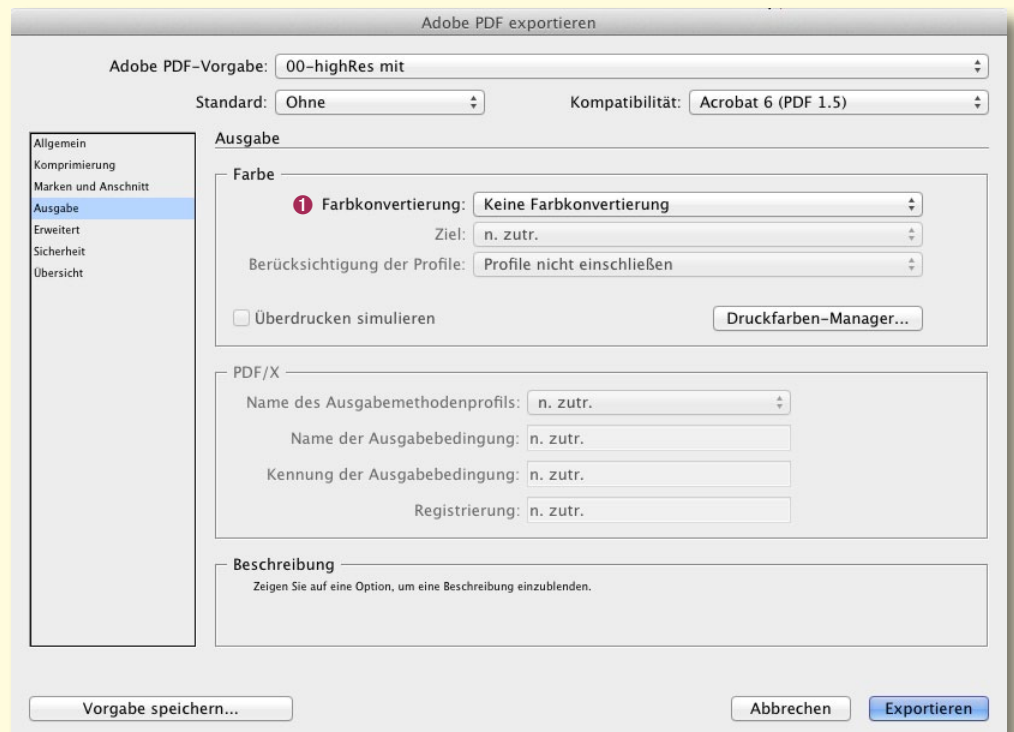 Adobe PDF exportieren
Adobe PDF-Vorgabe: 00-highRes mit
Standard: Ohne Kompatibilität: Acrobat 6 (PDF 1.5)
Allgemein
Komprimierung
Marken und Anschnitt
Ausgabe
Erweitert
Sicherheit
Übersicht
Ausgabe
Farbe
1 Farbkonvertierung: Keine Farbkonvertierung
Ziel: n. zutr.
Berücksichtigung der Profile: Profile nicht einschließen
Überdrucken simulieren Druckfarben-Manager...
PDF/X
Name des Ausgabemethodenprofils: n. zutr.
Name der Ausgabebedingung: n. zutr.
Kennung der Ausgabebedingung: n. zutr.
Registrierung: n. zutr.
Beschreibung
Zeigen Sie auf eine Option, um eine Beschreibung einzublenden.
Vorgabe speichern... Abbrechen Exportieren